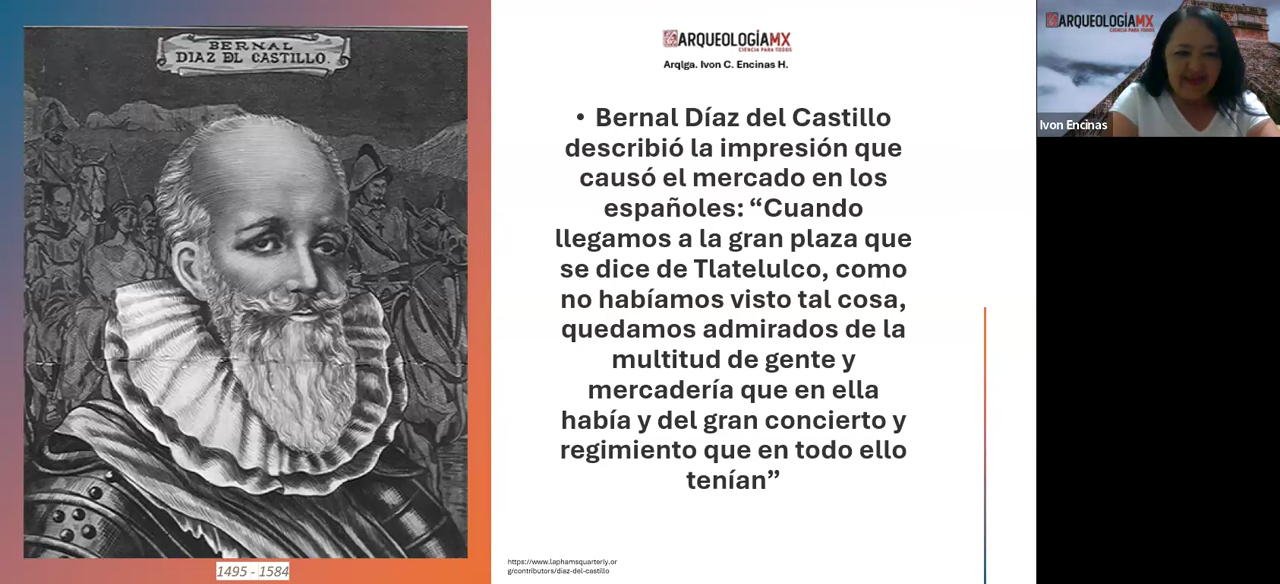 BERNAL
DIAZ DEL CASTILLO.
1495 - 1584
ARQUEOLOGÍAMX
CIENCIA PARA TODOS
Arqlga. Ivon C. Encinas H.
• Bernal Díaz del Castillo
describió la impresión que
causó el mercado en los
españoles: “Cuando
llegamos a la gran plaza que
se dice de Tlatelulco, como
no habíamos visto tal cosa,
quedamos admirados de la
multitud de gente y
mercadería que en ella
había y del gran concierto y
regimiento que en todo ello
tenían”
https://www.laphamsquarterly.or
g/contributors/diaz-del-castillo
ARQUEOLOGÍAMX
CIENCIA PARA TODOS
Ivon Encinas